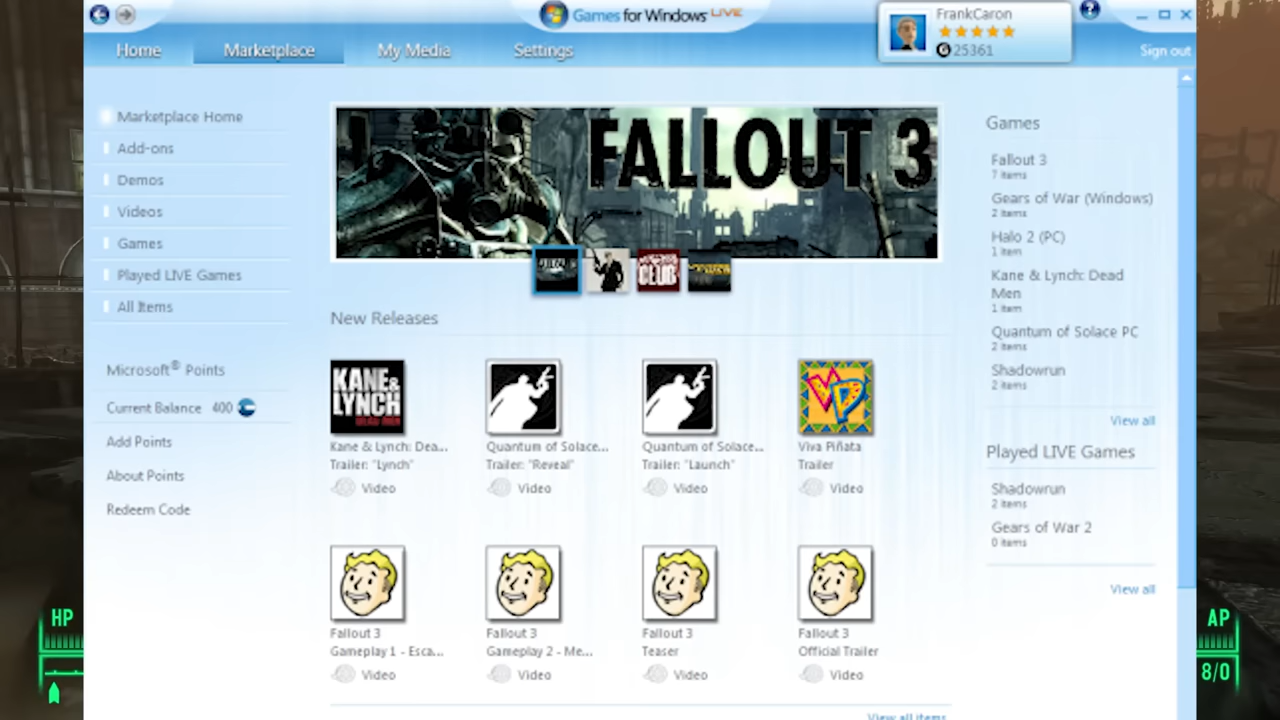 Games for Windows LIVE
FrankCaron
25361
Sign out
Home
Marketplace
My Media
Settings
Marketplace Home
Add-ons
Demos
Videos
Games
Played LIVE Games
All Items
Microsoft® Points
Current Balance 400
Add Points
About Points
Redeem Code
FALLOUT 3
CLUB
New Releases
KANE &
LYNCH
DEAD MEN
Kane & Lynch: Dea...
Trailer: "Lynch"
Video
Quantum of Solace...
Trailer: "Reveal"
Video
Quantum of Solace...
Trailer: "Launch"
Video
VP
Viva Piñata
Trailer
Video
Fallout 3
Gameplay 1 - Esca...
Video
Fallout 3
Gameplay 2 - Me...
Video
Fallout 3
Teaser
Video
Fallout 3
Official Trailer
Video
View all items
Games
Fallout 3
7 items
Gears of War (Windows)
2 items
Halo 2 (PC)
1 item
Kane & Lynch: Dead
Men
1 item
Quantum of Solace PC
2 items
Shadowrun
2 items
View all
Played LIVE Games
Shadowrun
2 items
Gears of War 2
0 items
View all
HP
AP
8/0